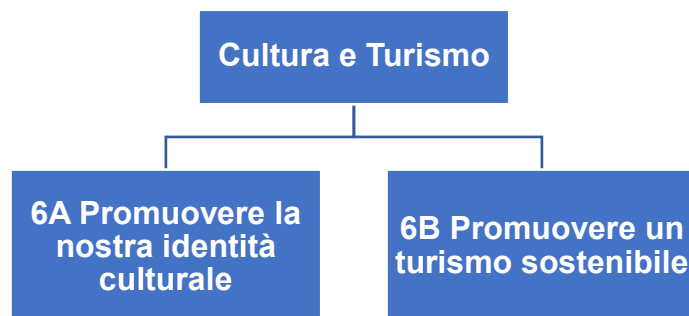 Cultura e Turismo
6A Promuovere la
nostra identità
culturale
6B Promuovere un
turismo sostenibile